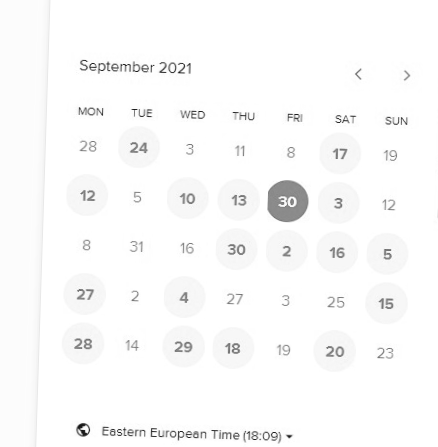 September 2021
MON TUE WED THU FRI SAT SUN
28 24 3 11 8 17 19
12 5 10 13 30 3 12
8 31 16 30 2 16 5
27 2 4 27 3 25 15
28 14 29 18 19 20 23
Eastern European Time (18:09)